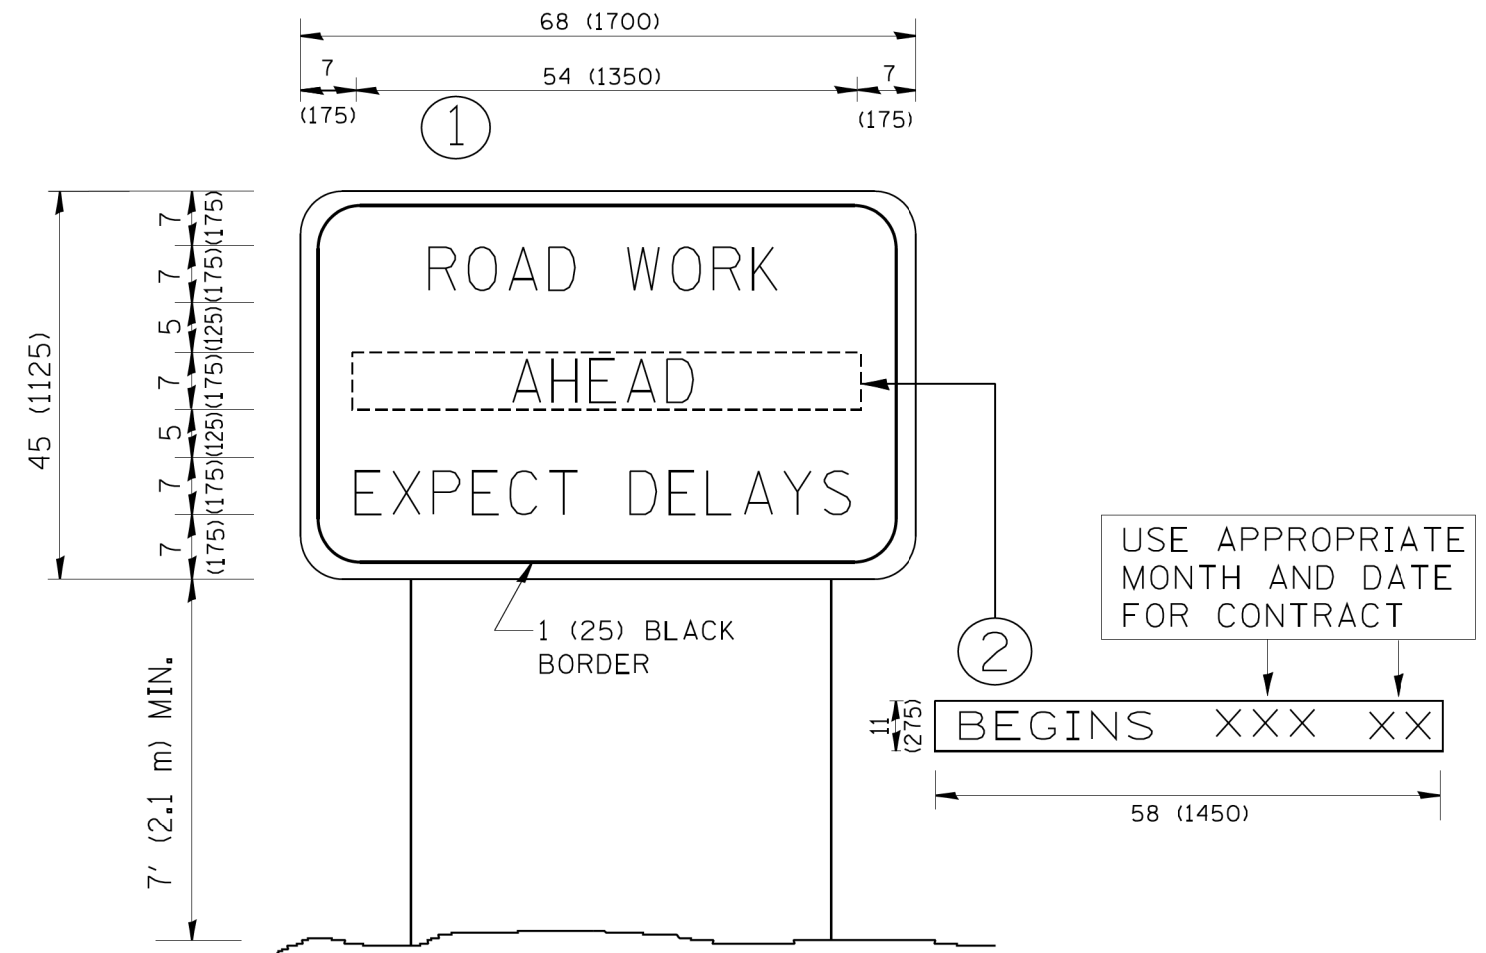 68 (1700)
7
54 (1350)
7
(175)
(175)
1
45 (1125)
7 (175)
7 (175)
5 (125)
7 (175)
5 (125)
7 (175)
7 (175)
ROAD WORK
AHEAD
EXPECT DELAYS
1 (25) BLACK
BORDER
7' (2.1 m) MIN.
2
USE APPROPRIATE
MONTH AND DATE
FOR CONTRACT
11
(275)
BEGINS XXX XX
58 (1450)